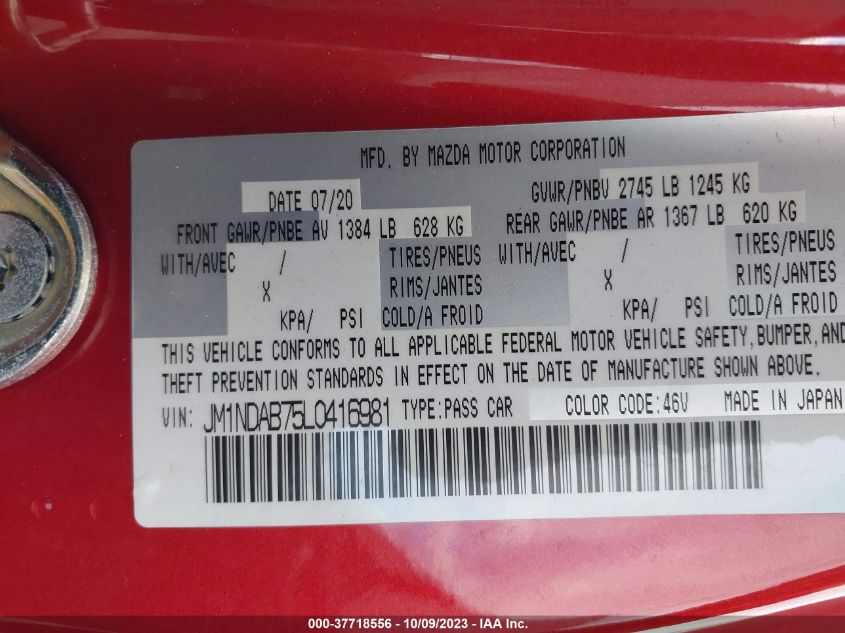 MFD. BY MAZDA MOTOR CORPORATION
DATE 07/20
GVWR/PNBV 2745 LB 1245 KG
FRONT GAWR/PNBE AV 1384 LB 628 KG
REAR GAWR/PNBE AR 1367 LB 620 KG
WITH/AVEC / TIRES/PNEUS WITH/AVEC / TIRES/PNEUS
X RIMS/JANTES X RIMS/JANTES
KPA/ PSI COLD/A FROID KPA/ PSI COLD/A FROID
THIS VEHICLE CONFORMS TO ALL APPLICABLE FEDERAL MOTOR VEHICLE SAFETY, BUMPER, AND
THEFT PREVENTION STANDARDS IN EFFECT ON THE DATE OF MANUFACTURE SHOWN ABOVE.
VIN: JM1NDAB75L0416981 TYPE:PASS CAR COLOR CODE:46V MADE IN JAPAN
000-37718556 - 10/09/2023 - IAA Inc.